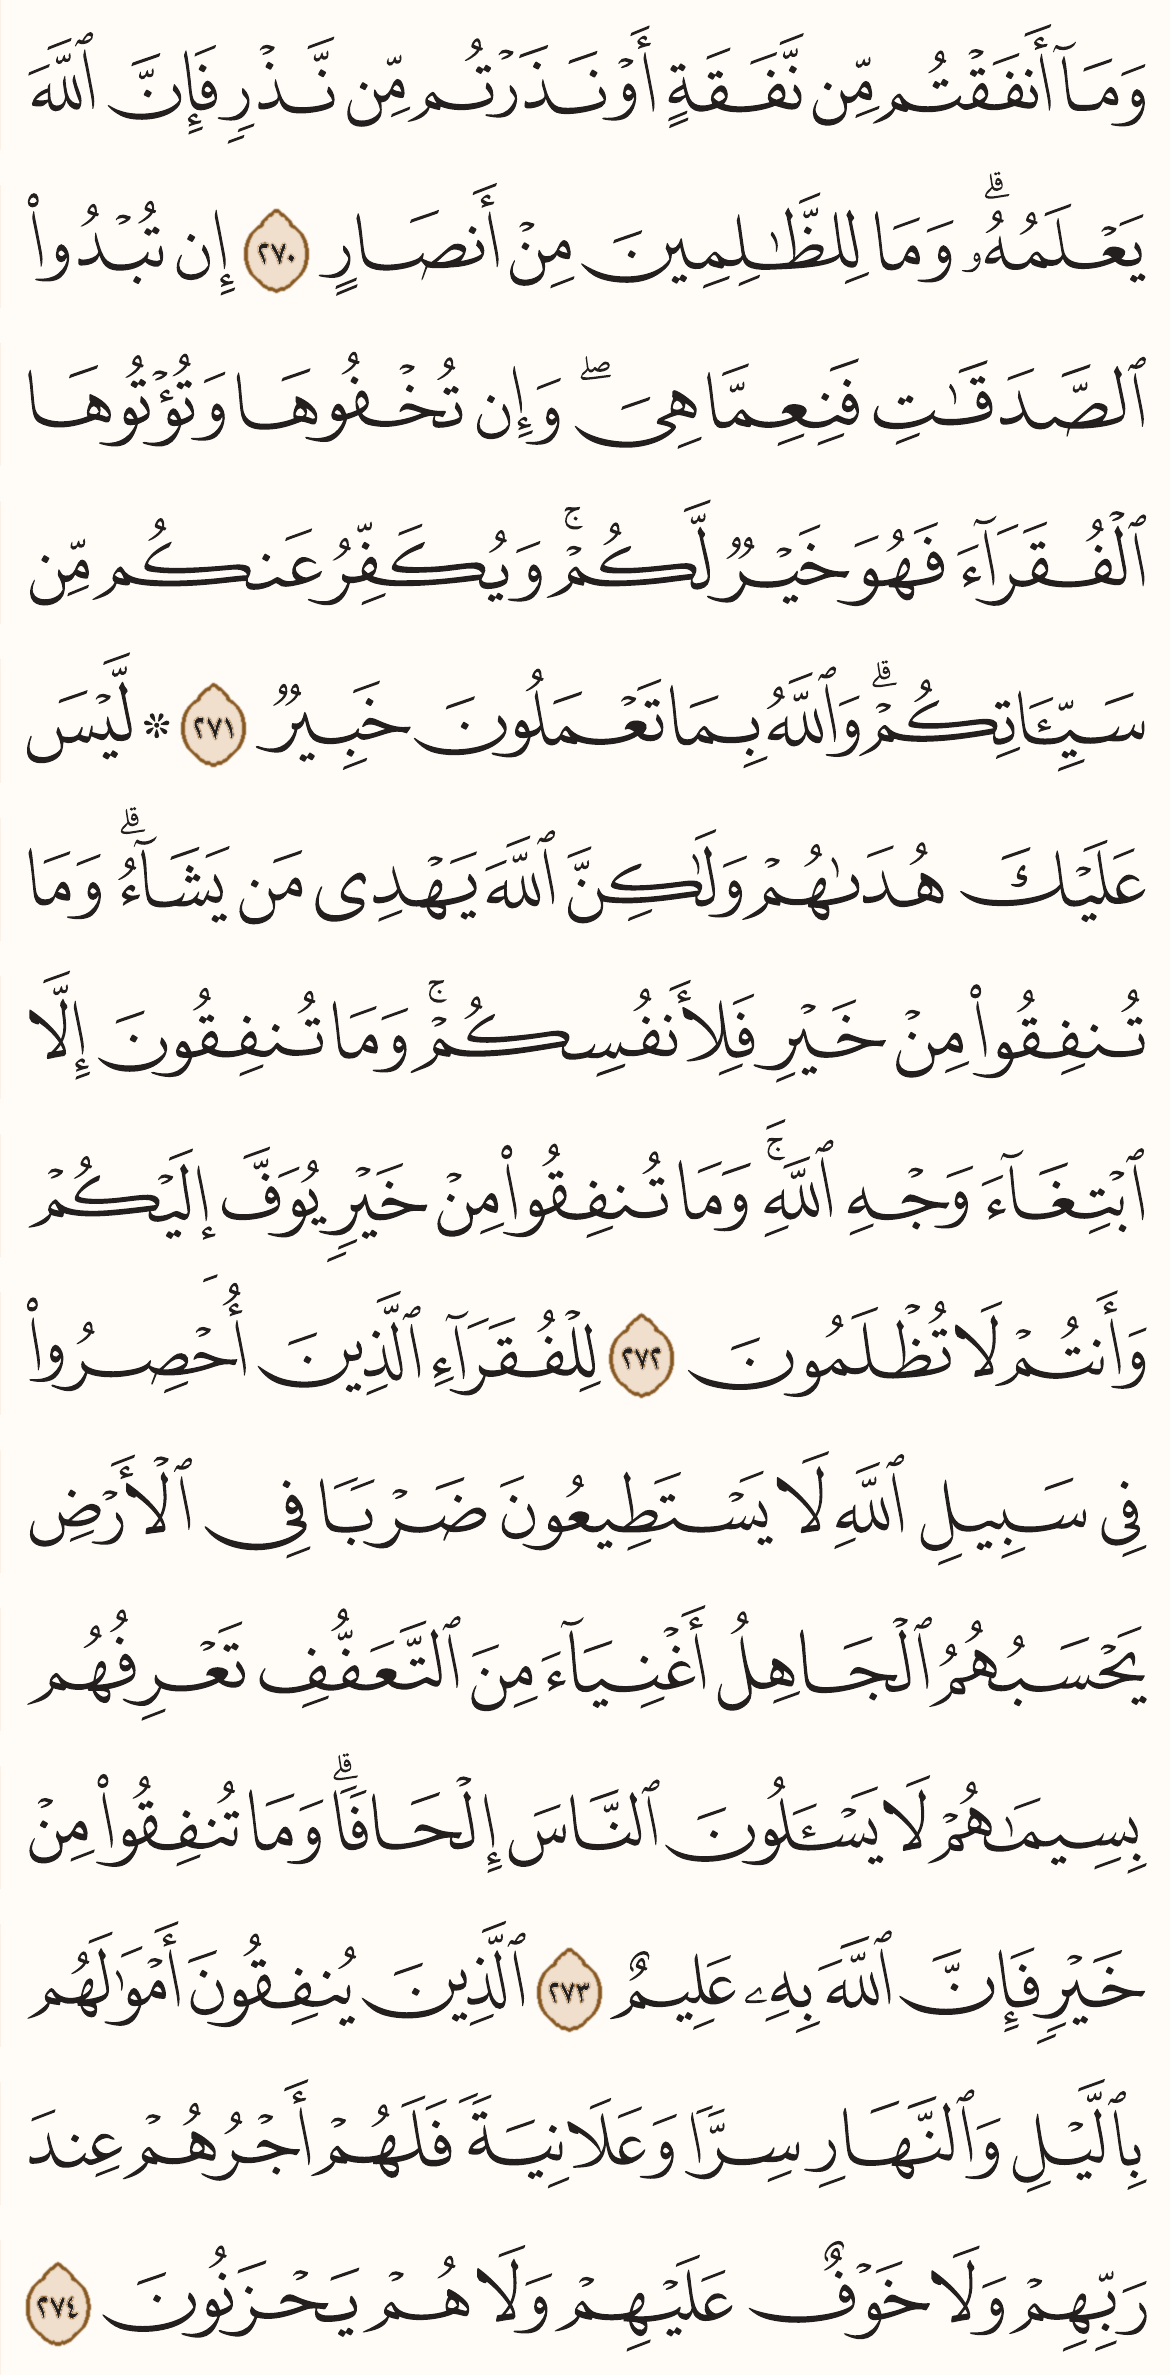 وَمَآ أَنفَقۡتُم مِّن نَّفَقَةٍ أَوۡ نَذَرۡتُم مِّن نَّذۡرٖ فَإِنَّ ٱللَّهَ
يَعۡلَمُهُۥۗ وَمَا لِلظَّٰلِمِينَ مِنۡ أَنصَارٍ ٢٧٠ إِن تُبۡدُواْ
ٱلصَّدَقَٰتِ فَنِعِمَّا هِيَۖ وَإِن تُخۡفُوهَا وَتُؤۡتُوهَا
ٱلۡفُقَرَآءَ فَهُوَ خَيۡرٞ لَّكُمۡۚ وَيُكَفِّرُ عَنكُم مِّن
سَيِّـَٔاتِكُمۡۗ وَٱللَّهُ بِمَا تَعۡمَلُونَ خَبِيرٞ ٢٧١ ۞ لَّيۡسَ
عَلَيۡكَ هُدَىٰهُمۡ وَلَٰكِنَّ ٱللَّهَ يَهۡدِي مَن يَشَآءُۗ وَمَا
تُنفِقُواْ مِنۡ خَيۡرٖ فَلِأَنفُسِكُمۡۚ وَمَا تُنفِقُونَ إِلَّا
ٱبۡتِغَآءَ وَجۡهِ ٱللَّهِۚ وَمَا تُنفِقُواْ مِنۡ خَيۡرٖ يُوَفَّ إِلَيۡكُمۡ
وَأَنتُمۡ لَا تُظۡلَمُونَ ٢٧٢ لِلۡفُقَرَآءِ ٱلَّذِينَ أُحۡصِرُواْ
فِي سَبِيلِ ٱللَّهِ لَا يَسۡتَطِيعُونَ ضَرۡبٗا فِي ٱلۡأَرۡضِ
يَحۡسَبُهُمُ ٱلۡجَاهِلُ أَغۡنِيَآءَ مِنَ ٱلتَّعَفُّفِ تَعۡرِفُهُم
بِسِيمَٰهُمۡ لَا يَسۡـَٔلُونَ ٱلنَّاسَ إِلۡحَافٗاۗ وَمَا تُنفِقُواْ مِنۡ
خَيۡرٖ فَإِنَّ ٱللَّهَ بِهِۦ عَلِيمٌ ٢٧٣ ٱلَّذِينَ يُنفِقُونَ أَمۡوَٰلَهُم
بِٱلَّيۡلِ وَٱلنَّهَارِ سِرّٗا وَعَلَانِيَةٗ فَلَهُمۡ أَجۡرُهُمۡ عِندَ
رَبِّهِمۡ وَلَا خَوۡفٌ عَلَيۡهِمۡ وَلَا هُمۡ يَحۡزَنُونَ ٢٧٤